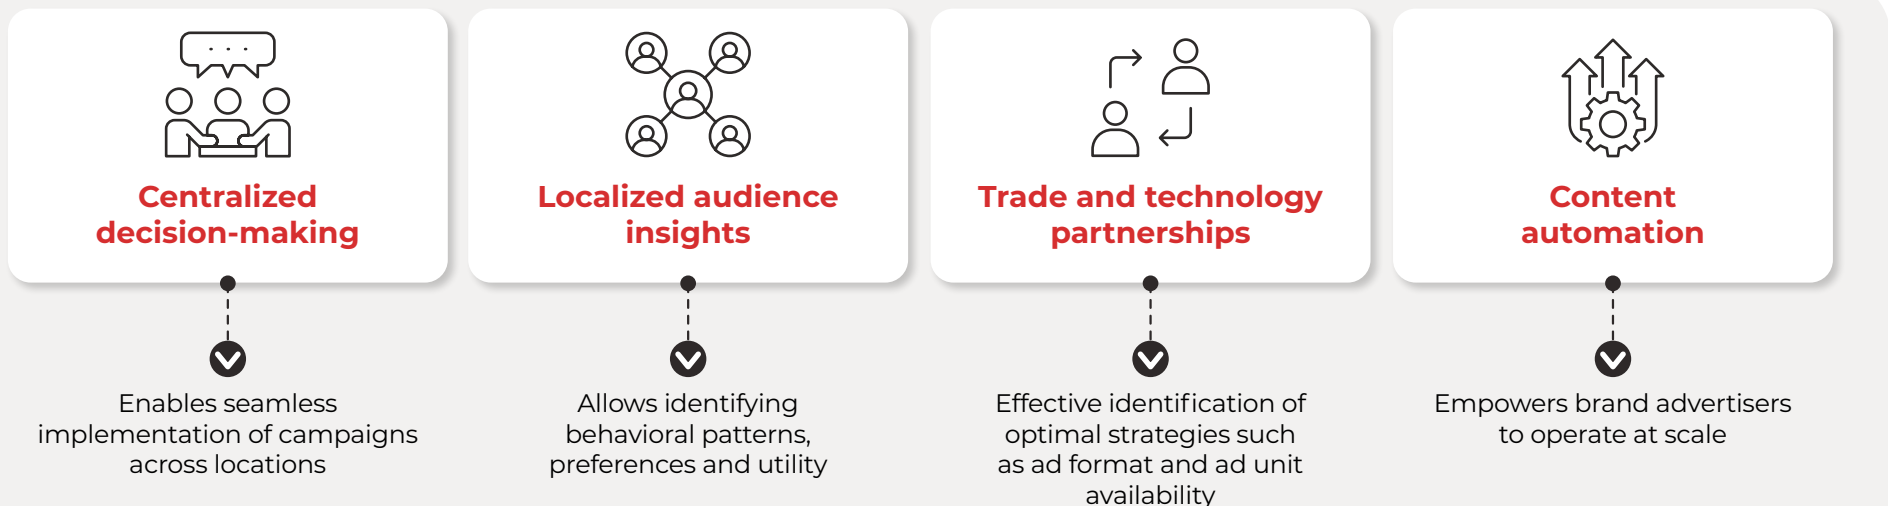 Centralized
decision-making
Enables seamless
implementation of campaigns
across locations
Localized audience
insights
Allows identifying
behavioral patterns,
preferences and utility
Trade and technology
partnerships
Effective identification of
optimal strategies such
as ad format and ad unit
availability
Content
automation
Empowers brand advertisers
to operate at scale